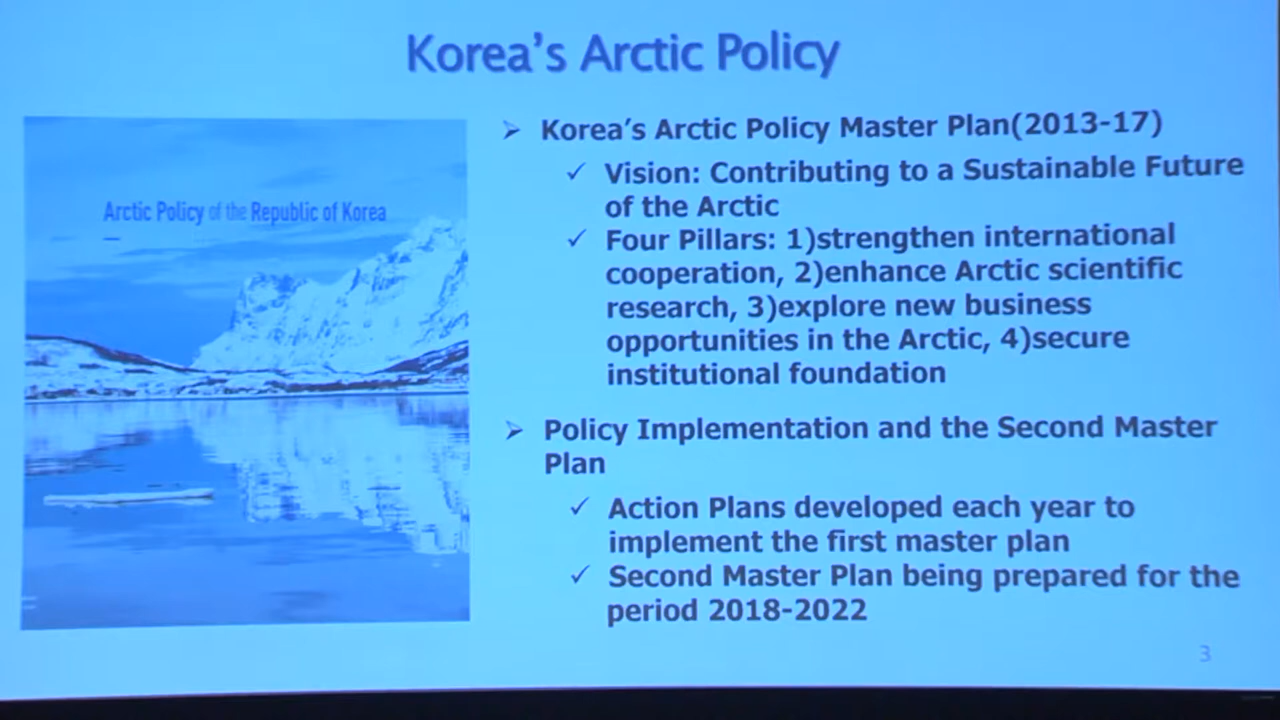 Korea's Arctic Policy
Arctic Policy of the Republic of Korea
➢ Korea's Arctic Policy Master Plan(2013-17)
✓ Vision: Contributing to a Sustainable Future
of the Arctic
✓ Four Pillars: 1)strengthen international
cooperation, 2)enhance Arctic scientific
research, 3)explore new business
opportunities in the Arctic, 4)secure
institutional foundation
➢ Policy Implementation and the Second Master
Plan
✓ Action Plans developed each year to
implement the first master plan
✓ Second Master Plan being prepared for the
period 2018-2022
3